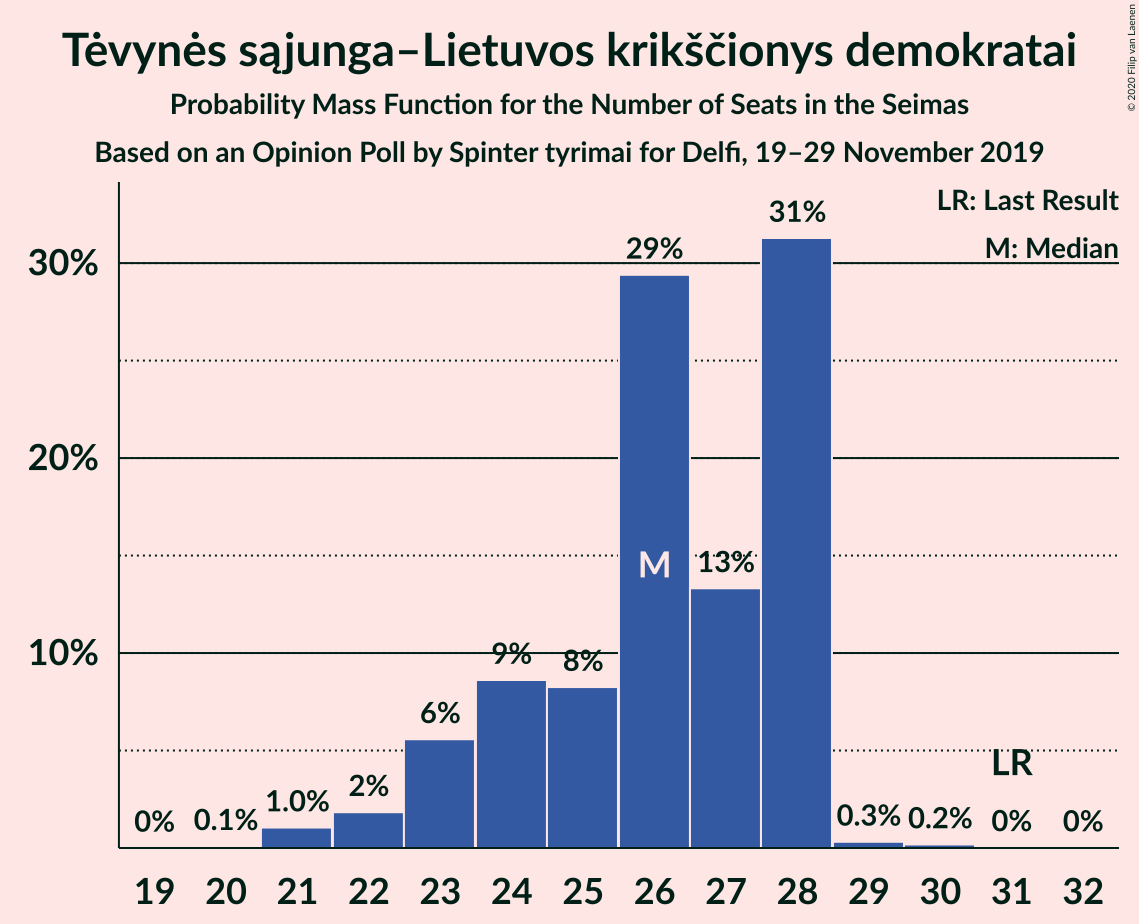 Tėvynės sąjunga–Lietuvos krikščionys demokratai
Probability Mass Function for the Number of Seats in the Seimas
Based on an Opinion Poll by Spinter tyrimai for Delfi, 19–29 November 2019
© 2020 Filip van Laenen
LR: Last Result
M: Median
30%
20%
10%
0%
0.1%
1.0%
2%
6%
9%
8%
29%
13%
31%
0.3%
0.2%
0%
0%
M
LR
19 20 21 22 23 24 25 26 27 28 29 30 31 32